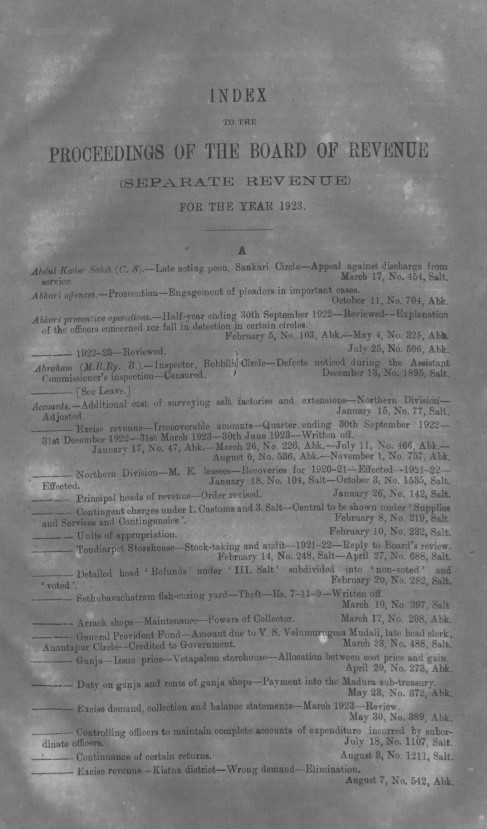 INDEX
TO THE
PROCEEDINGS OF THE BOARD OF REVENUE
(SEPARATE REVENUE)
FOR THE YEAR 1923.
A
Abdul Kader Sahib (C. S).—Late acting peon, Sankari Circle—Appeal against discharge from
service. March 17, No. 454, Salt.
Abkari offences.—Prosecution—Engagement of pleaders in important cases.
October 11, No. 704, Abk.
Abkari preventive operations.—Half-year ending 30th September 1922—Reviewed—Explanation
of the officers concerned for fall in detection in certain circles.
February 5, No. 103, Abk.—May 4, No. 325, Abk.
——— 1922-23—Reviewed. July 25, No. 506, Abk.
Abraham (M.R.Ry. B.).—Inspector, Bobbili Circle—Defects noticed during the Assistant
Commissioner's inspection—Censured. December 13, No. 1895, Salt.
——— [See Leave.]
Accounts.—Additional cost of surveying salt factories and extensions—Northern Division—
Adjusted. January 15, No. 77, Salt.
——— Excise revenue—Irrecoverable amounts—Quarter ending 30th September 1922—
31st December 1922—31st March 1923—30th June 1923—Written off.
January 17, No. 47, Abk.—March 26, No. 226, Abk.—July 11, No. 466, Abk.—
August 6, No. 536, Abk.—November 1, No. 757, Abk.
——— Northern Division—M. E. lessees—Recoveries for 1920-21—Effected—1921-22—
Effected. January 18, No. 104, Salt—October 3, No. 1535, Salt.
——— Principal heads of revenue—Order revised. January 26, No. 142, Salt.
——— Contingent charges under 1. Customs and 3. Salt—Central to be shown under 'Supplies
and Services and Contingencies'. February 8, No. 219, Salt.
——— Units of appropriation. February 10, No. 232, Salt.
——— Tondiarpet Storehouse—Stock-taking and audit—1921-22—Reply to Board's review.
February 14, No. 248, Salt—April 27, No. 688, Salt.
——— Detailed head 'Refunds' under 'III. Salt' subdivided into 'non-voted' and
'voted'. February 20, No. 282, Salt.
——— Sethubavachatram fish-curing yard—Theft—Rs. 7-11-9—Written off
March 10, No. 397, Salt
——— Arrack shops—Maintenance—Powers of Collector. March 17, No. 208, Abk.
——— General Provident Fund—Amount due to V. S. Velumurugesa Mudali, late head clerk,
Anantapur Circle—Credited to Government. March 23, No. 488, Salt.
——— Ganja—Issue price—Vetapalem storehouse—Allocation between cost price and gain.
April 20, No. 273, Abk.
——— Duty on ganja and rents of ganja shops—Payment into the Madura sub-treasury.
May 23, No. 372, Abk.
——— Excise demand, collection and balance statements—March 1923—Review.
May 30, No. 389, Abk.
——— Controlling officers to maintain complete accounts of expenditure incurred by subor-
dinate officers. July 18, No. 1107, Salt.
——— Continuance of certain returns. August 3, No. 1211, Salt.
——— Excise revenue—Kistna district—Wrong demand—Elimination.
August 7, No. 542, Abk.